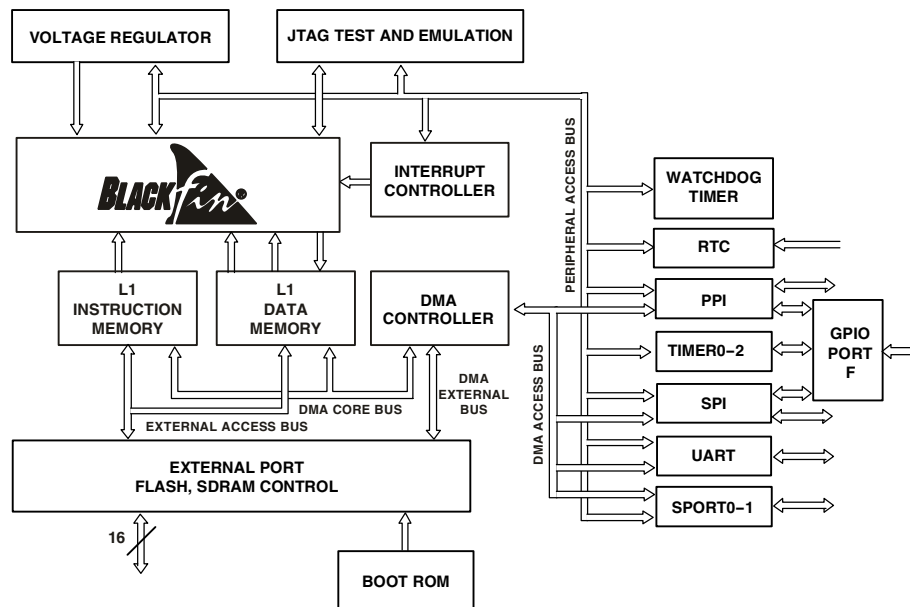 VOLTAGE REGULATOR
JTAG TEST AND EMULATION
BLACKfin®
INTERRUPT
CONTROLLER
PERIPHERAL ACCESS BUS
WATCHDOG
TIMER
RTC
L1
INSTRUCTION
MEMORY
L1
DATA
MEMORY
DMA
CONTROLLER
PPI
GPIO
PORT
F
TIMER0–2
DMA ACCESS BUS
DMA CORE BUS
EXTERNAL ACCESS BUS
DMA
EXTERNAL
BUS
SPI
UART
SPORT0–1
EXTERNAL PORT
FLASH, SDRAM CONTROL
16
BOOT ROM